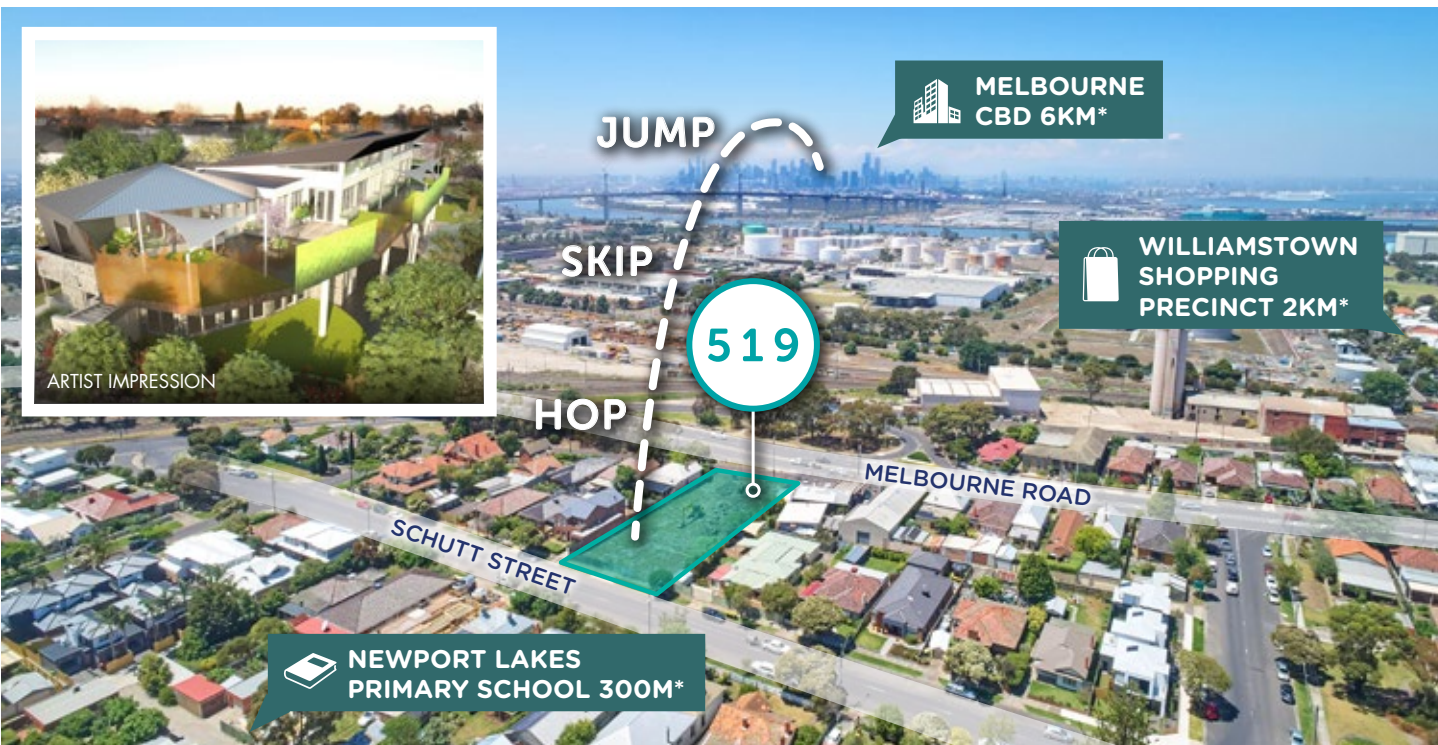 MELBOURNE
CBD 6KM*
JUMP
SKIP
WILLIAMSTOWN
SHOPPING
PRECINCT 2KM*
519
ARTIST IMPRESSION
HOP
MELBOURNE ROAD
SCHUTT STREET
NEWPORT LAKES
PRIMARY SCHOOL 300M*